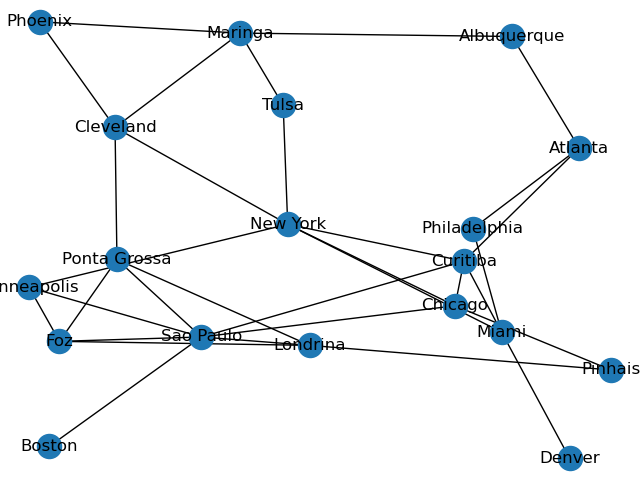 Phoenix
Maringa
Albuquerque
Tulsa
Cleveland
Atlanta
New York
Philadelphia
Ponta Grossa
Curitiba
nneapolis
Chicago
Miami
Foz
Sao Paulo
Londrina
Pinhais
Boston
Denver